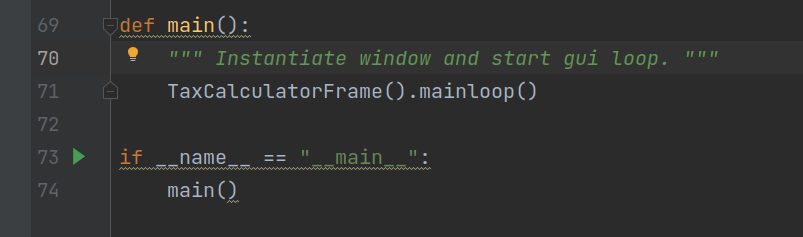 69 def main():
70     """ Instantiate window and start gui loop. """
71     TaxCalculatorFrame().mainloop()
72
73 if __name__ == "__main__":
74     main()